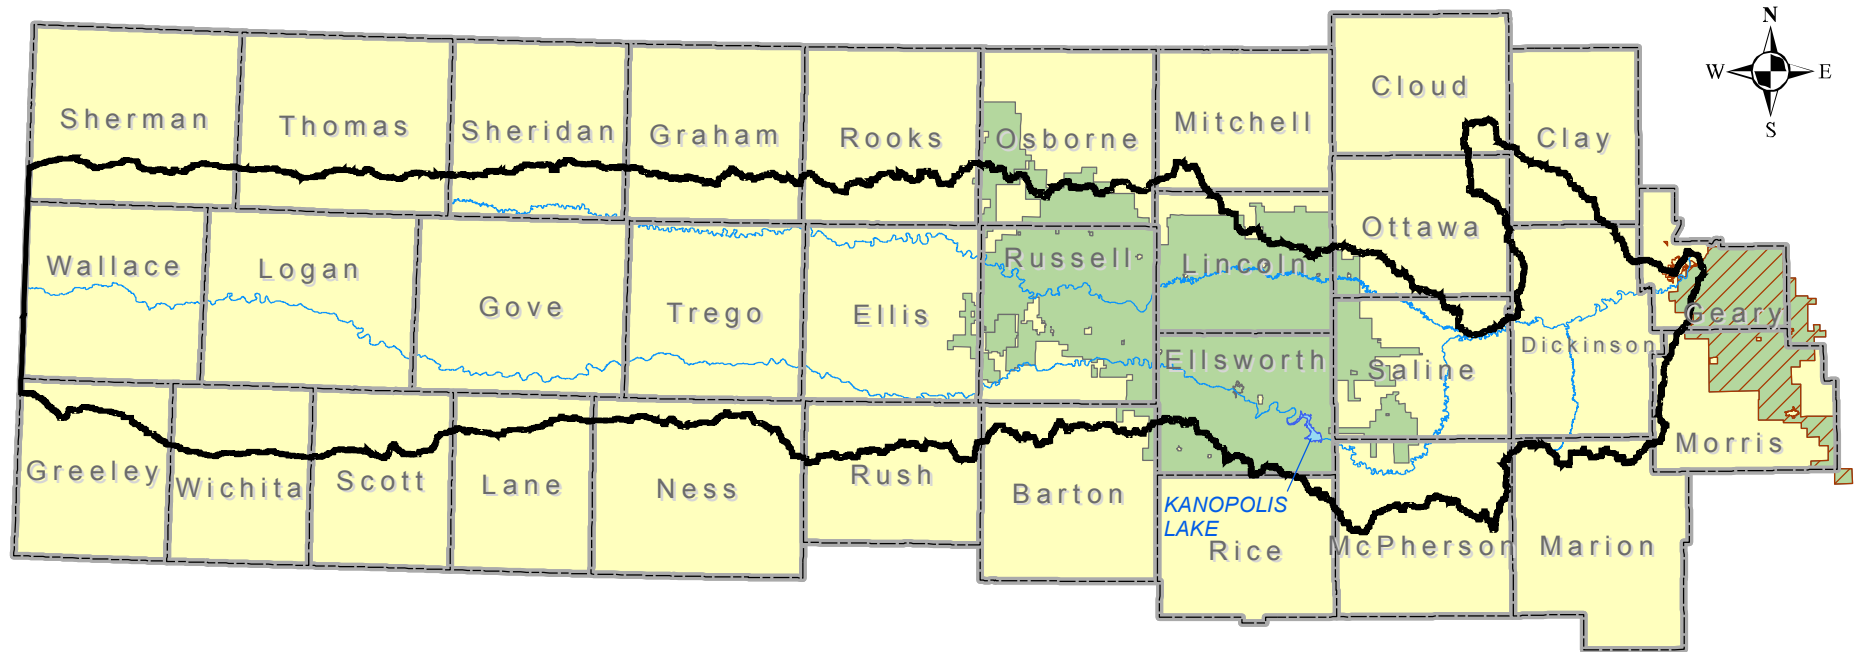 N
W E
S
Cloud
Sherman Thomas Sheridan Graham Rooks Osborne Mitchell Clay
Wallace Logan Gove Trego Ellis Russell Lincoln Ottawa
Geary
Ellsworth Saline Dickinson
Greeley Wichita Scott Lane Ness Rush Barton Morris
KANOPOLIS
LAKE
Rice McPherson Marion